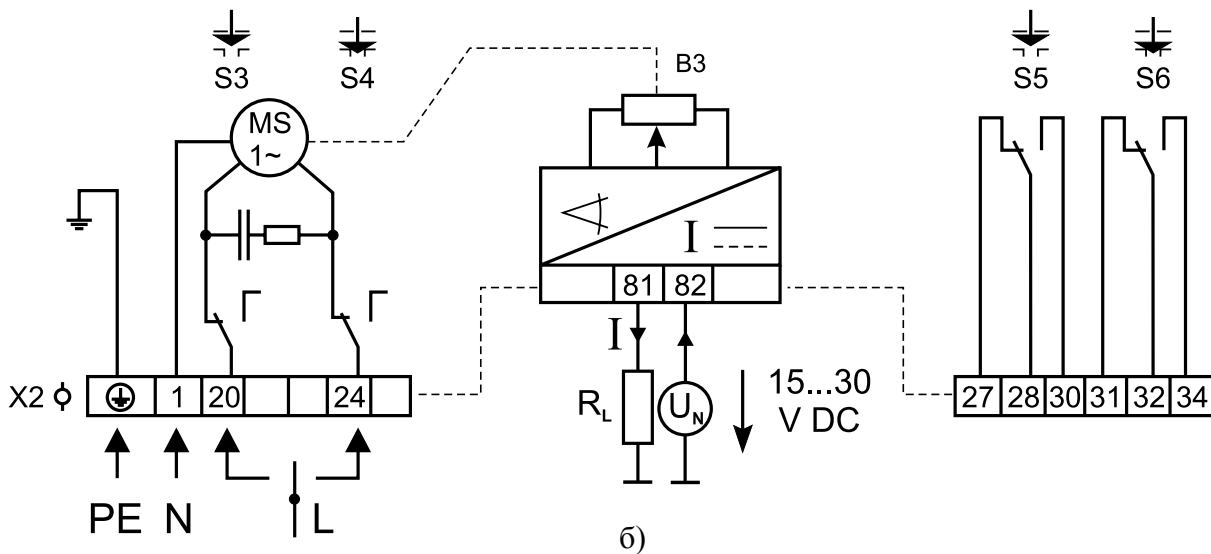 S3
S4
B3
S5
S6
MS
1~
I
81
82
I
R_L
U_N
15...30
V DC
X2
1
20
24
27
28
30
31
32
34
PE
N
L
б)